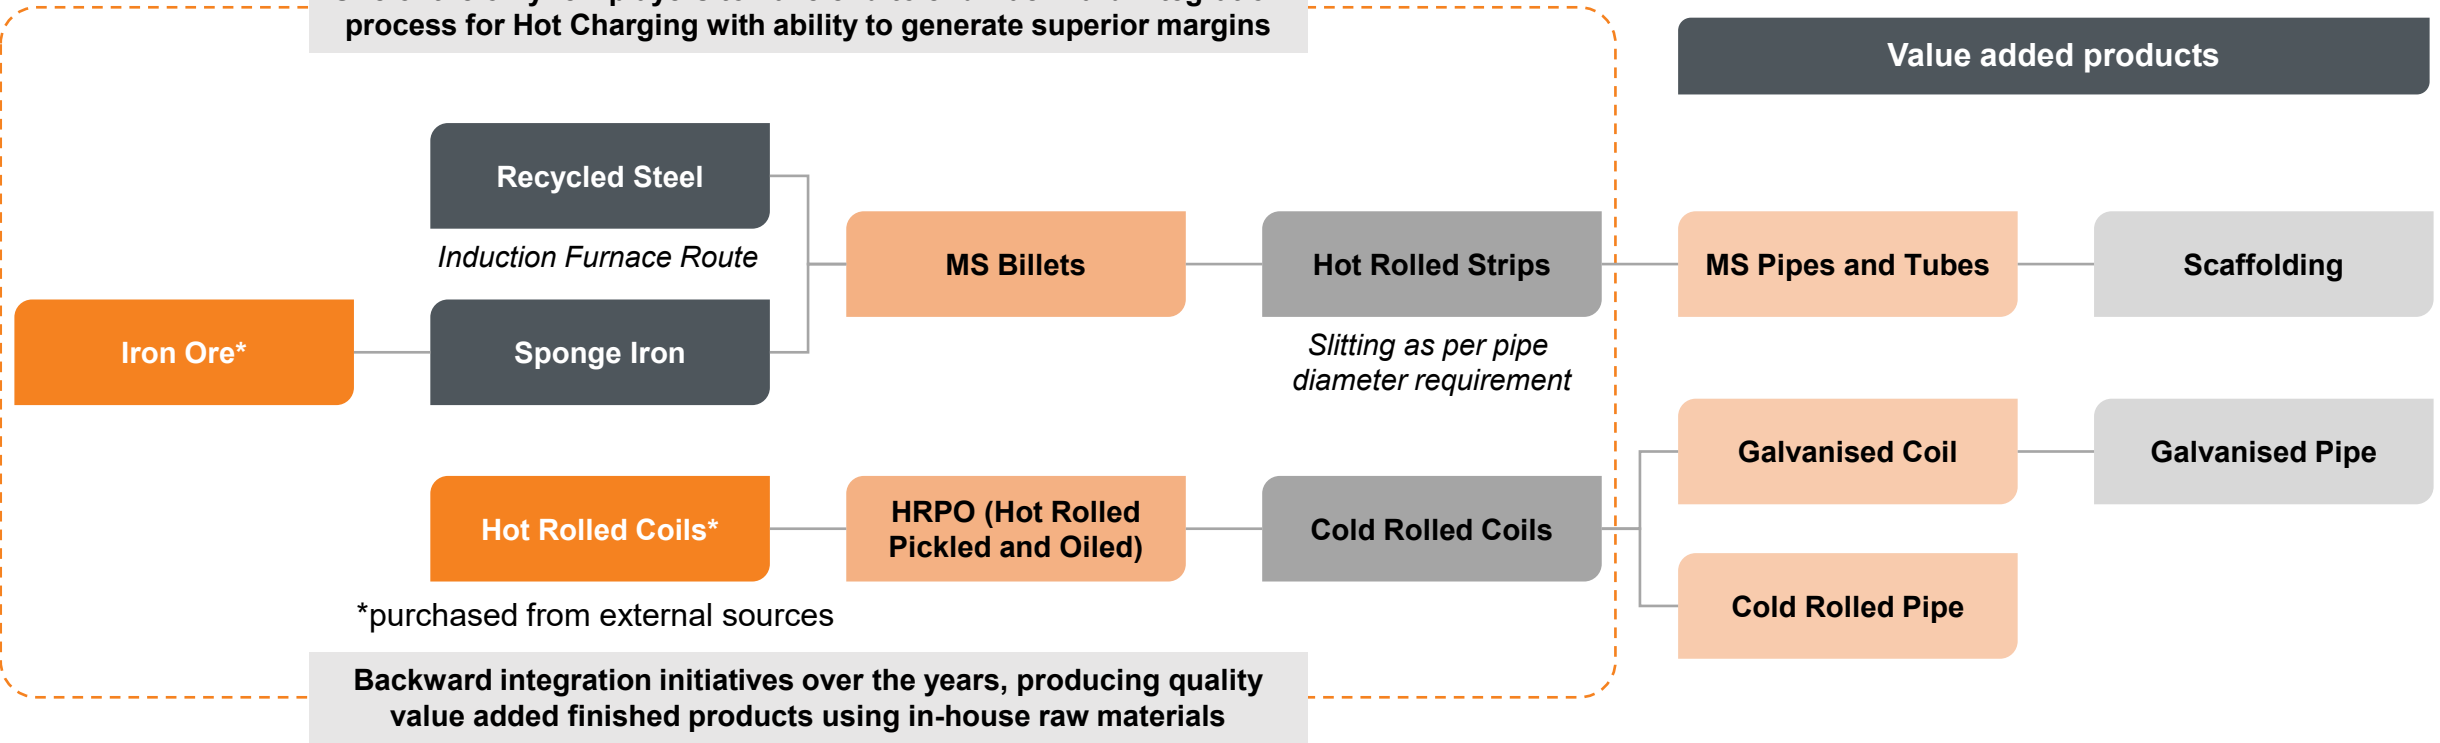 process for Hot Charging with ability to generate superior margins
Value added products
Recycled Steel
Induction Furnace Route
MS Billets
Hot Rolled Strips
MS Pipes and Tubes
Scaffolding
Iron Ore*
Sponge Iron
Slitting as per pipe
diameter requirement
Galvanised Coil
Galvanised Pipe
Hot Rolled Coils*
HRPO (Hot Rolled
Pickled and Oiled)
Cold Rolled Coils
Cold Rolled Pipe
*purchased from external sources
Backward integration initiatives over the years, producing quality
value added finished products using in-house raw materials